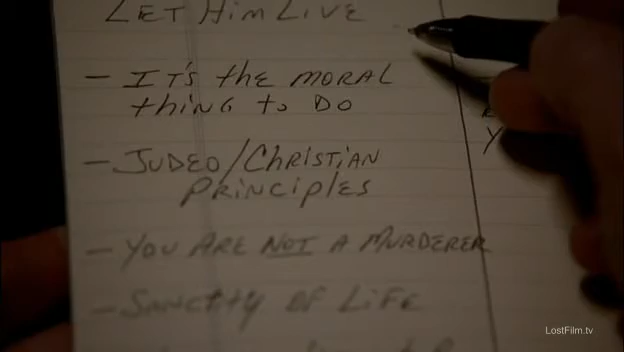 LET HIM LIVE
- IT'S the MORAL
thing to DO
- JUDEO/CHRISTIAN
PRINCIPLES
- YOU ARE NOT A MURDERER
- SANCTITY OF LIFE
LostFilm.tv